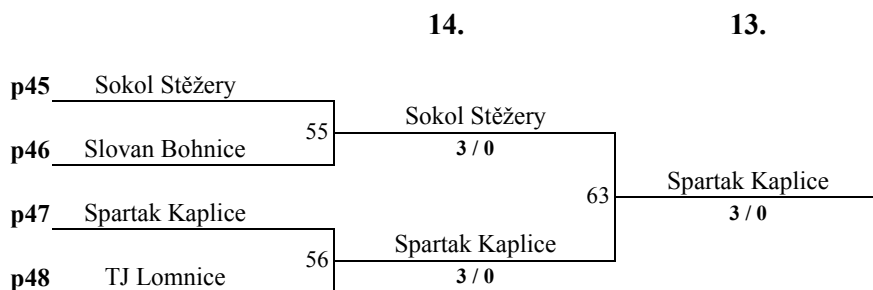 14. 13.
p45 Sokol Stěžery
55 Sokol Stěžery
p46 Slovan Bohnice 3 / 0
63 Spartak Kaplice
p47 Spartak Kaplice 3 / 0
56 Spartak Kaplice
p48 TJ Lomnice 3 / 0